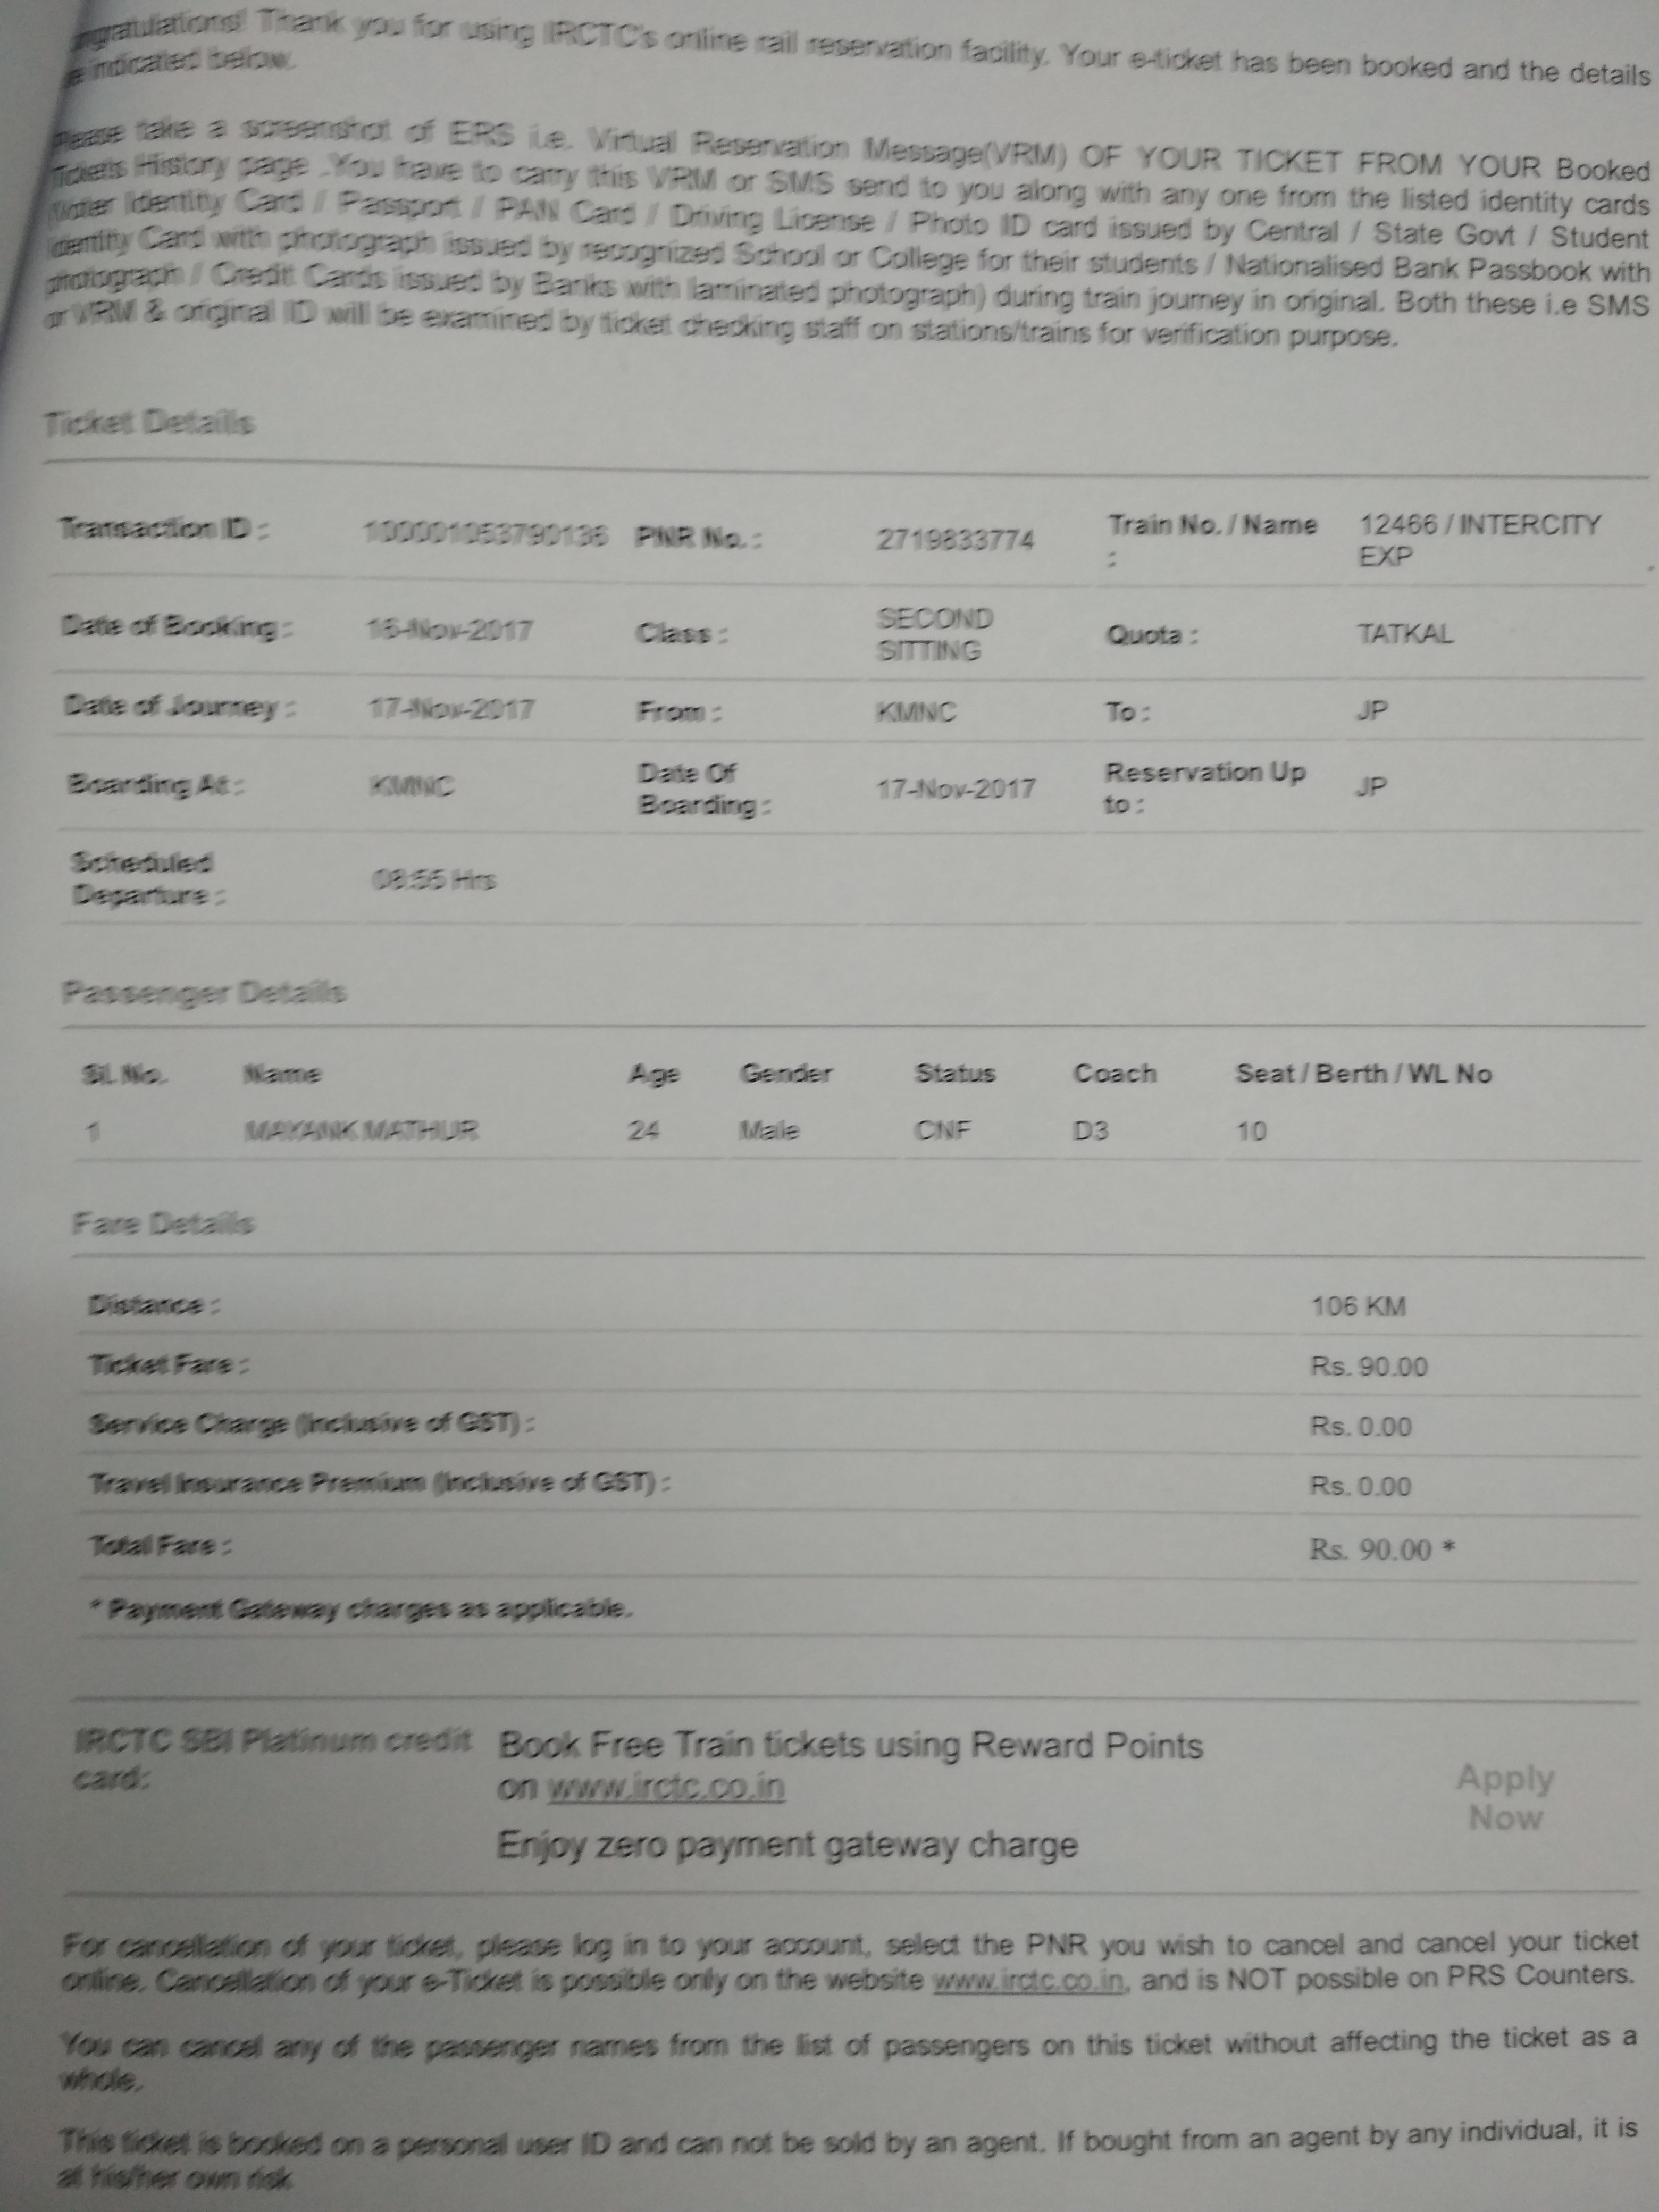 ongratulations! Thank you for using IRCTC's online rail reservation facility. Your e-ticket has been booked and the details
e indicated below.
Please take a screenshot of ERS i.e. Virtual Reservation Message(VRM) OF YOUR TICKET FROM YOUR Booked
Tickets History page .You have to carry this VRM or SMS send to you along with any one from the listed identity cards
(Voter Identity Card / Passport / PAN Card / Driving License / Photo ID card issued by Central / State Govt / Student
Identity Card with photograph issued by recognized School or College for their students / Nationalised Bank Passbook with
photograph / Credit Cards issued by Banks with laminated photograph) during train journey in original. Both these i.e SMS
or VRM & original ID will be examined by ticket checking staff on stations/trains for verification purpose.
Ticket Details
Transaction ID : 100001053790136 PNR No. : 2719833774 Train No. / Name : 12466 / INTERCITY EXP
Date of Booking : 16-Nov-2017 Class : SECOND SITTING Quota : TATKAL
Date of Journey : 17-Nov-2017 From : KMNC To : JP
Boarding At : KMNC Date Of Boarding : 17-Nov-2017 Reservation Up to : JP
Scheduled Departure : 08:55 Hrs
Passenger Details
Sl. No. Name Age Gender Status Coach Seat / Berth / WL No
1 MAYANK MATHUR 24 Male CNF D3 10
Fare Details
Distance : 106 KM
Ticket Fare : Rs. 90.00
Service Charge (Inclusive of GST) : Rs. 0.00
Travel Insurance Premium (Inclusive of GST) : Rs. 0.00
Total Fare : Rs. 90.00 *
* Payment Gateway charges as applicable.
IRCTC SBI Platinum credit card: Book Free Train tickets using Reward Points
on www.irctc.co.in
Enjoy zero payment gateway charge
Apply
Now
For cancellation of your ticket, please log in to your account, select the PNR you wish to cancel and cancel your ticket
online. Cancellation of your e-Ticket is possible only on the website www.irctc.co.in, and is NOT possible on PRS Counters.
You can cancel any of the passenger names from the list of passengers on this ticket without affecting the ticket as a
whole.
This ticket is booked on a personal user ID and can not be sold by an agent. If bought from an agent by any individual, it is
at his/her own risk